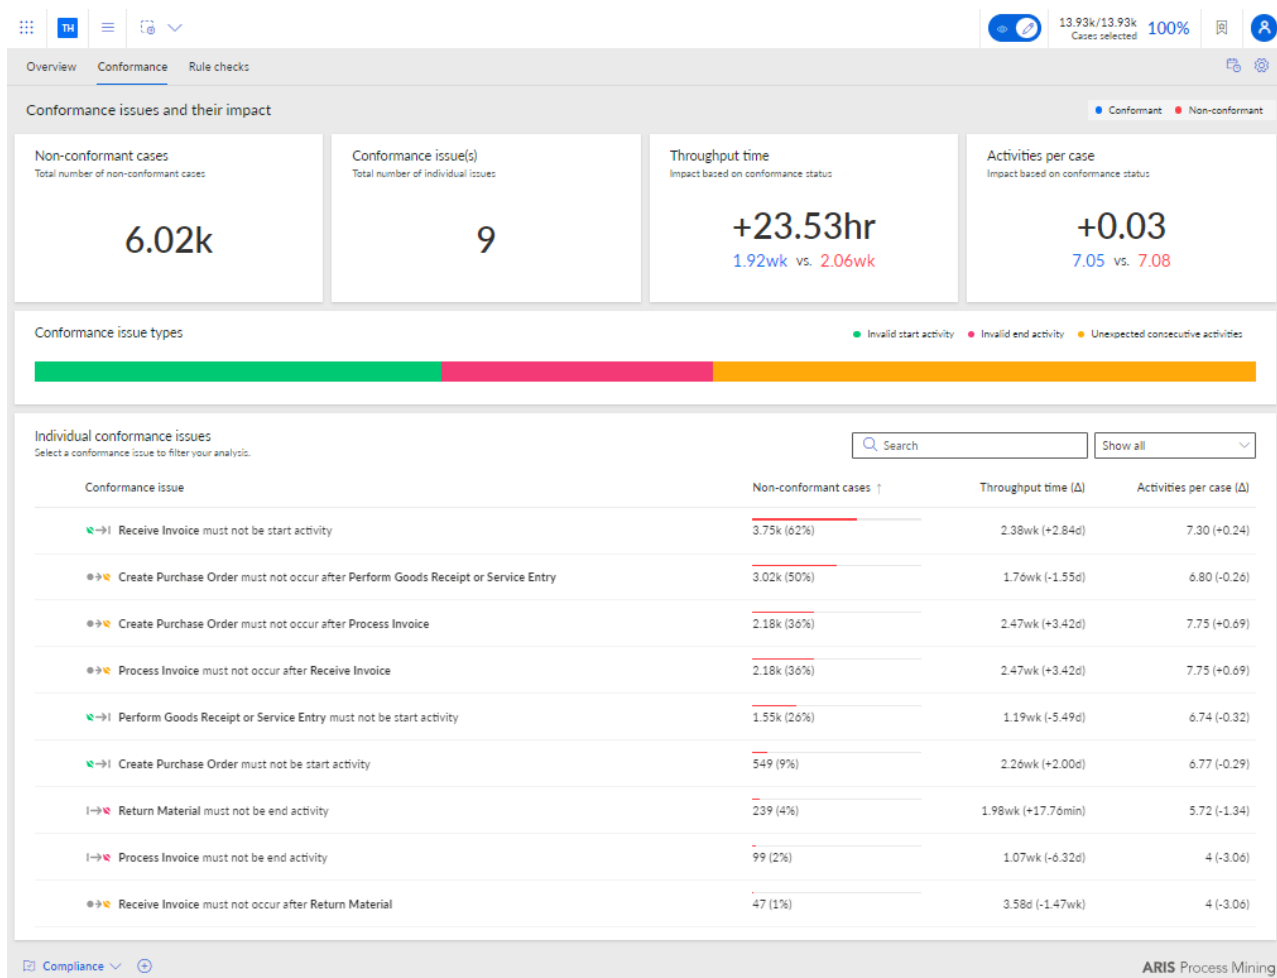 TH
13.93k/13.93k
Cases selected
100%
Overview Conformance Rule checks
Conformance issues and their impact
Conformant Non-conformant
Non-conformant cases
Total number of non-conformant cases
6.02k
Conformance issue(s)
Total number of individual issues
9
Throughput time
Impact based on conformance status
+23.53hr
1.92wk vs. 2.06wk
Activities per case
Impact based on conformance status
+0.03
7.05 vs. 7.08
Conformance issue types
Invalid start activity Invalid end activity Unexpected consecutive activities
Individual conformance issues
Select a conformance issue to filter your analysis.
Search
Show all
Conformance issue Non-conformant cases ↑ Throughput time (Δ) Activities per case (Δ)
Receive Invoice must not be start activity 3.75k (62%) 2.38wk (+2.84d) 7.30 (+0.24)
Create Purchase Order must not occur after Perform Goods Receipt or Service Entry 3.02k (50%) 1.76wk (-1.55d) 6.80 (-0.26)
Create Purchase Order must not occur after Process Invoice 2.18k (36%) 2.47wk (+3.42d) 7.75 (+0.69)
Process Invoice must not occur after Receive Invoice 2.18k (36%) 2.47wk (+3.42d) 7.75 (+0.69)
Perform Goods Receipt or Service Entry must not be start activity 1.55k (26%) 1.19wk (-5.49d) 6.74 (-0.32)
Create Purchase Order must not be start activity 549 (9%) 2.26wk (+2.00d) 6.77 (-0.29)
Return Material must not be end activity 239 (4%) 1.98wk (+17.76min) 5.72 (-1.34)
Process Invoice must not be end activity 99 (2%) 1.07wk (-6.32d) 4 (-3.06)
Receive Invoice must not occur after Return Material 47 (1%) 3.58d (-1.47wk) 4 (-3.06)
Compliance
ARIS Process Mining